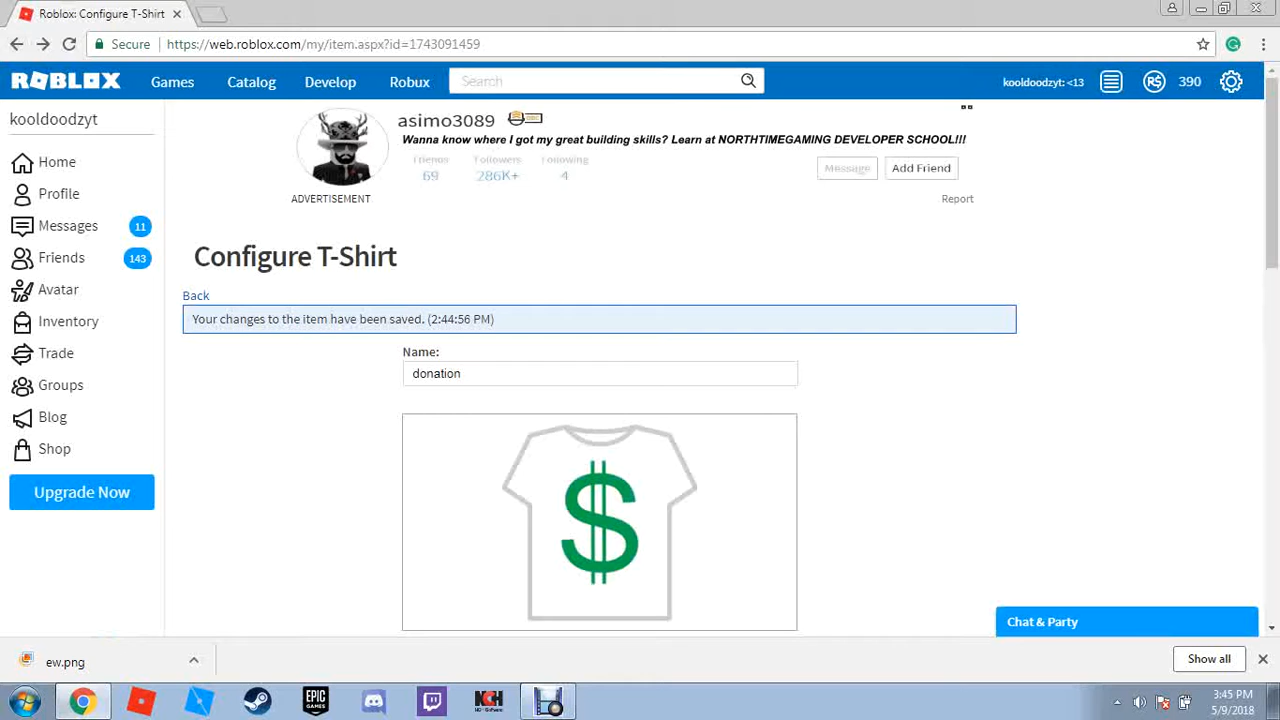 Roblox: Configure T-Shirt
Secure https://web.roblox.com/my/item.aspx?id=1743091459
ROBLOX Games Catalog Develop Robux Search kooldoodzyt: <13 R$ 390
kooldoodzyt
Home
Profile
Messages 11
Friends 143
Avatar
Inventory
Trade
Groups
Blog
Shop
Upgrade Now
asimo3089
Wanna know where I got my great building skills? Learn at NORTHTIMEGAMING DEVELOPER SCHOOL!!!
Friends Followers Following
69 286K+ 4
Message Add Friend
ADVERTISEMENT Report
Configure T-Shirt
Back
Your changes to the item have been saved. (2:44:56 PM)
Name:
donation
$
Chat & Party
ew.png Show all
EPIC GAMES
3:45 PM
5/9/2018